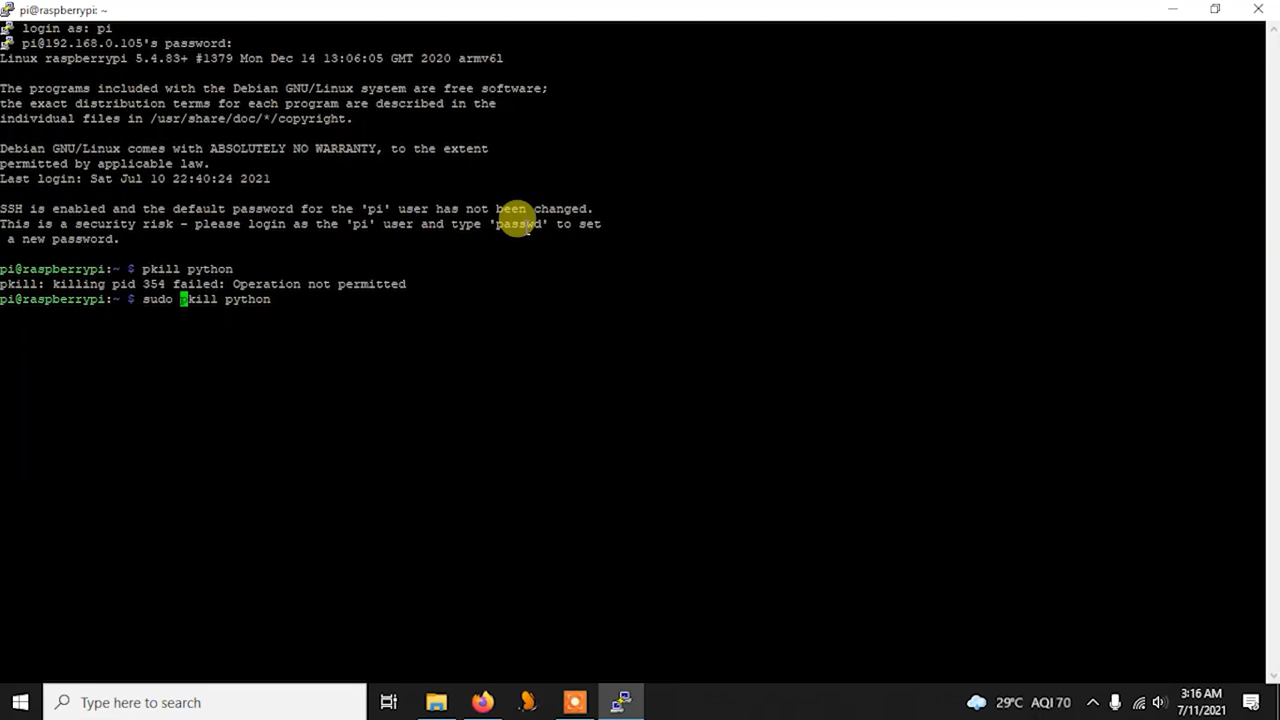 pi@raspberrypi: ~
login as: pi
pi@192.168.0.105's password:
Linux raspberrypi 5.4.83+ #1379 Mon Dec 14 13:06:05 GMT 2020 armv6l
The programs included with the Debian GNU/Linux system are free software;
the exact distribution terms for each program are described in the
individual files in /usr/share/doc/*/copyright.
Debian GNU/Linux comes with ABSOLUTELY NO WARRANTY, to the extent
permitted by applicable law.
Last login: Sat Jul 10 22:40:24 2021
SSH is enabled and the default password for the 'pi' user has not been changed.
This is a security risk - please login as the 'pi' user and type 'passwd' to set
a new password.
pi@raspberrypi:~ $ pkill python
pkill: killing pid 354 failed: Operation not permitted
pi@raspberrypi:~ $ sudo pkill python
Type here to search
29°C AQI 70
3:16 AM
7/11/2021